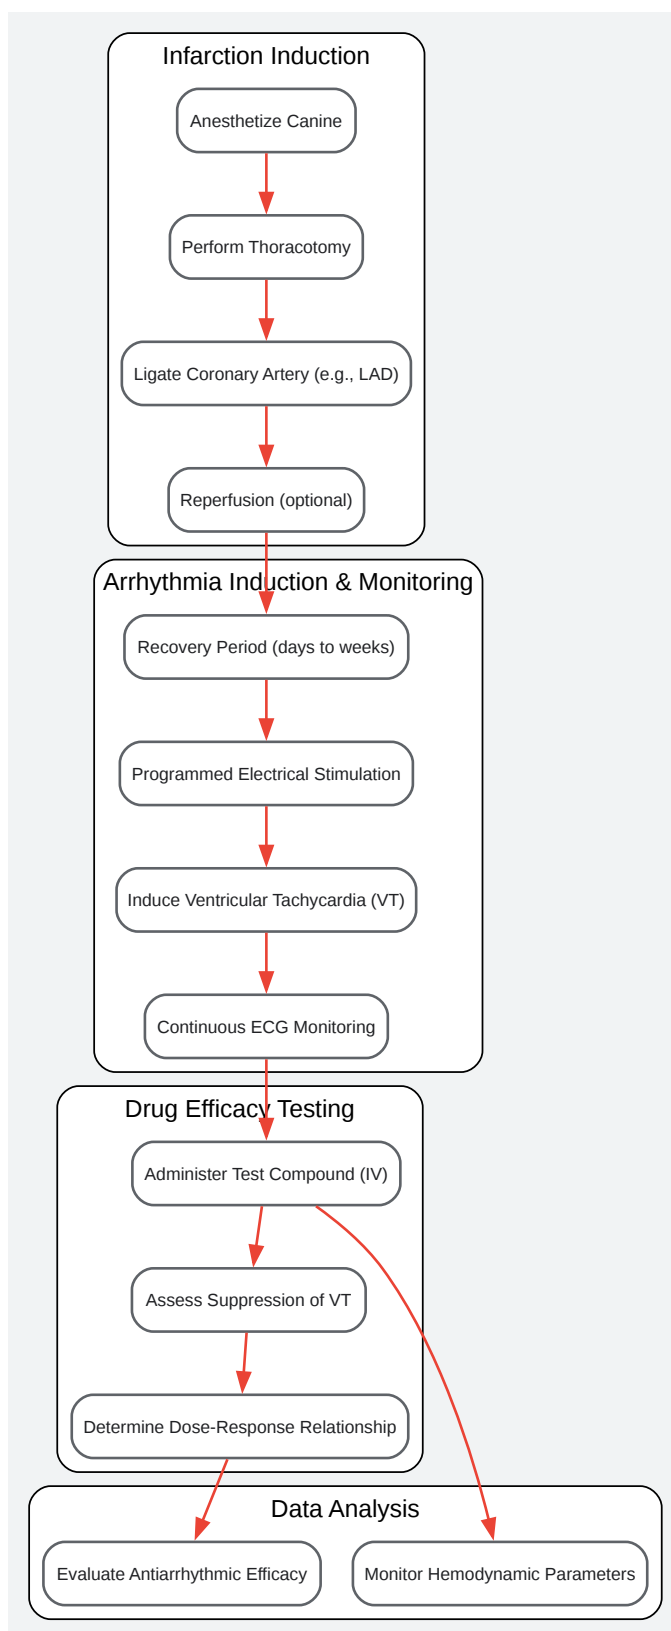 Infarction Induction
Anesthetize Canine
Perform Thoracotomy
Ligate Coronary Artery (e.g., LAD)
Reperfusion (optional)
Arrhythmia Induction & Monitoring
Recovery Period (days to weeks)
Programmed Electrical Stimulation
Induce Ventricular Tachycardia (VT)
Continuous ECG Monitoring
Drug Efficacy Testing
Administer Test Compound (IV)
Assess Suppression of VT
Determine Dose-Response Relationship
Data Analysis
Evaluate Antiarrhythmic Efficacy
Monitor Hemodynamic Parameters